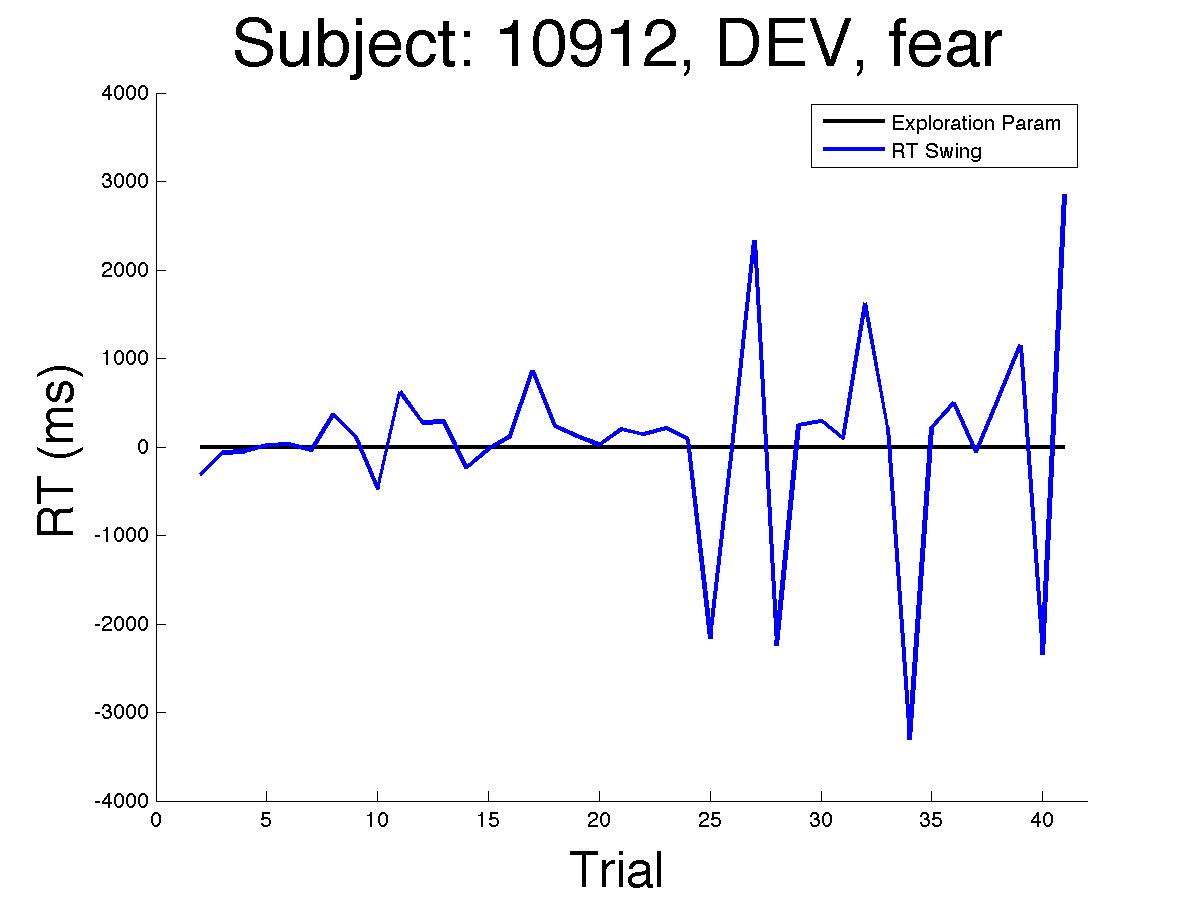 Subject: 10912, DEV, fear
4000
3000
2000
1000
0
-1000
-2000
-3000
-4000
RT (ms)
Exploration Param
RT Swing
0 5 10 15 20 25 30 35 40
Trial